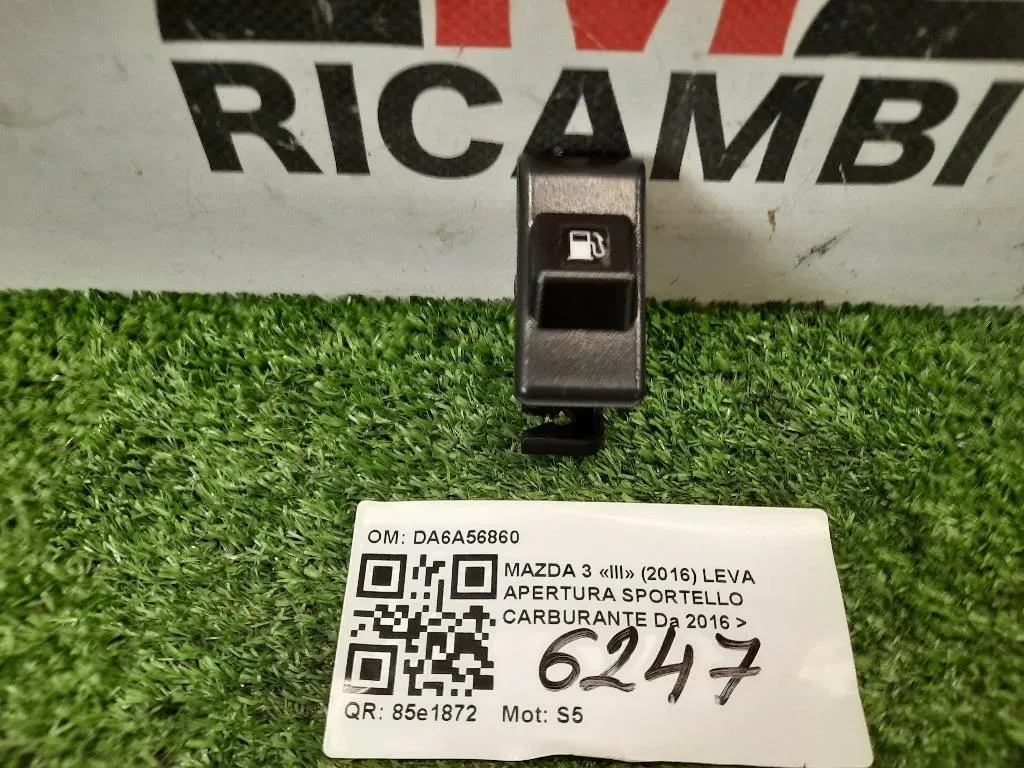 RICAMBI
OM: DA6A56860
MAZDA 3 «III» (2016) LEVA
APERTURA SPORTELLO
CARBURANTE Da 2016 >
6247
QR: 85e1872 Mot: S5